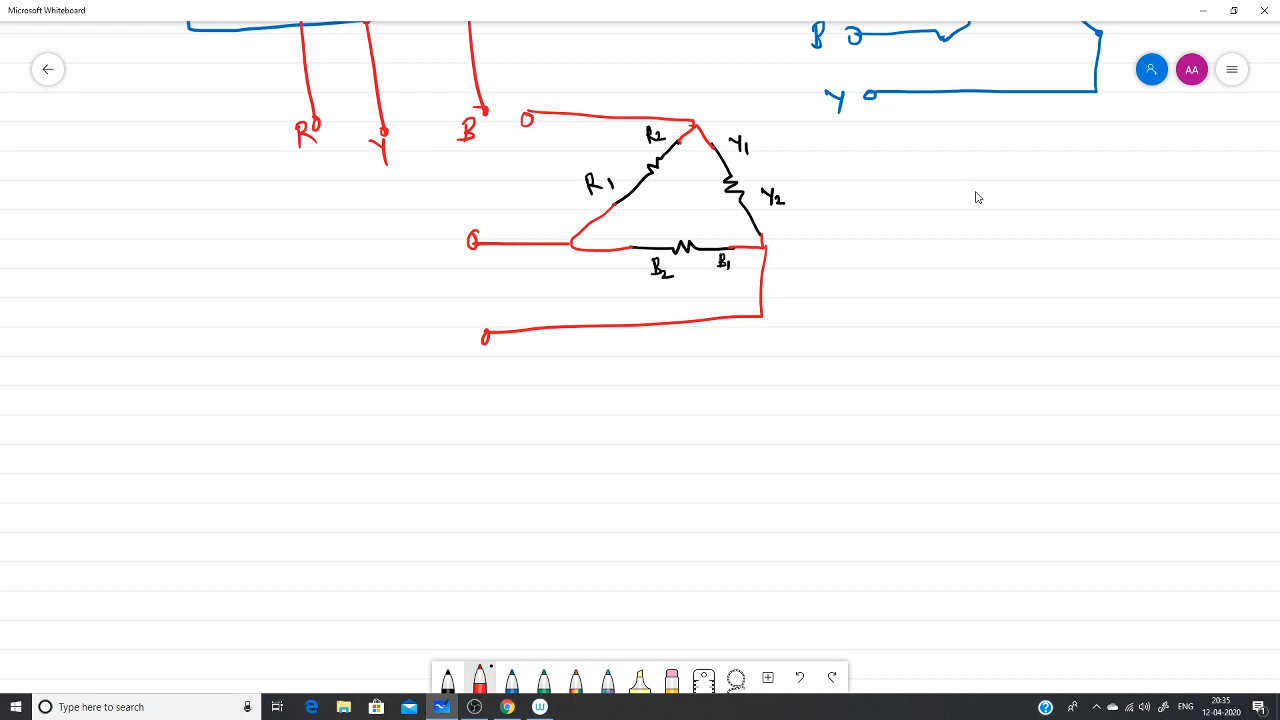 Microsoft Whiteboard
B
Y
AA
R
Y
B
R2
Y1
R1
Y2
B2
B1
Type here to search
ENG
20:35
12-04-2020